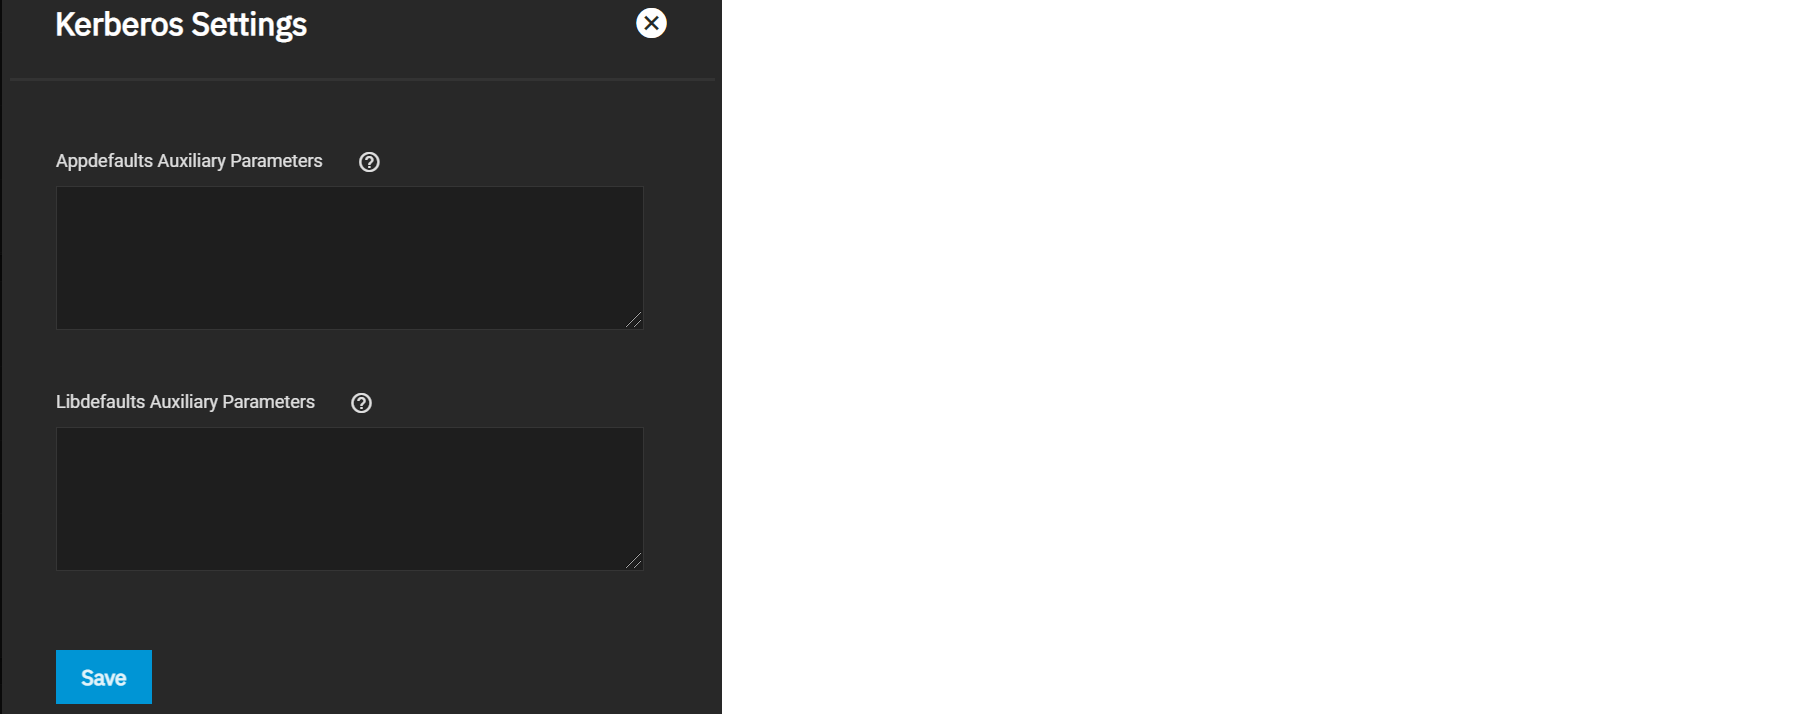 Kerberos Settings
Appdefaults Auxiliary Parameters
Libdefaults Auxiliary Parameters
Save